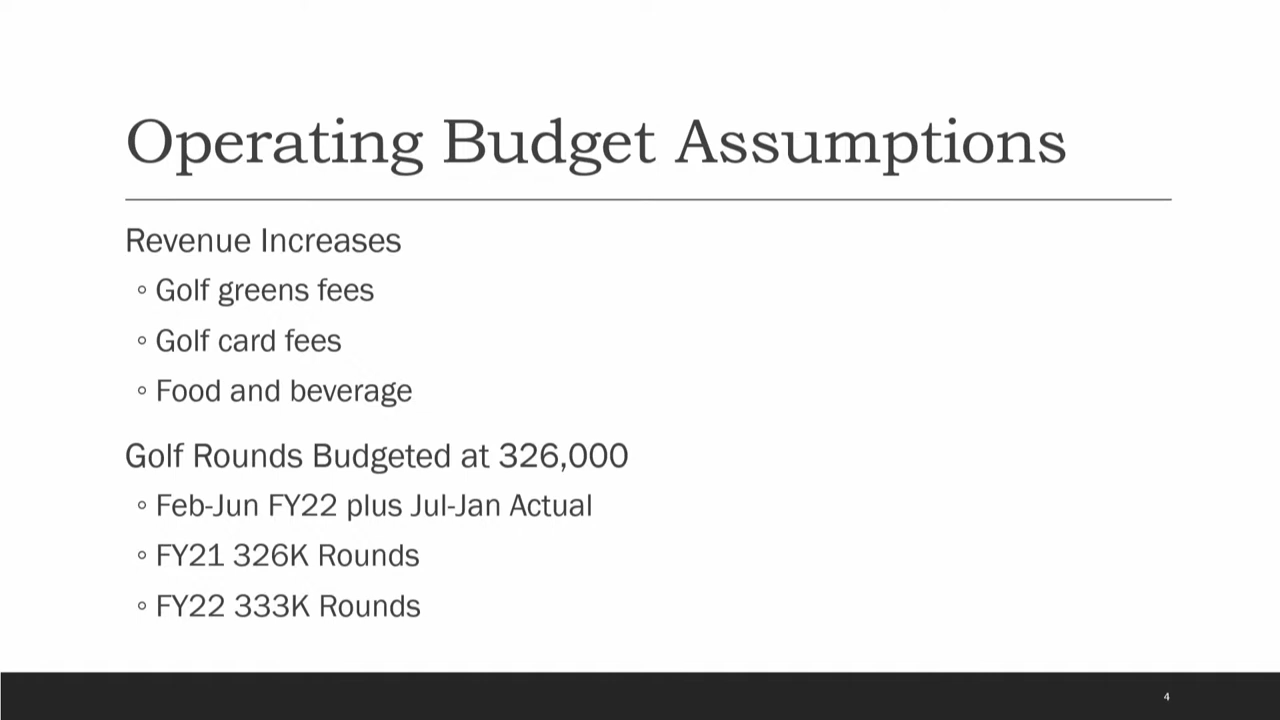 Operating Budget Assumptions
Revenue Increases
◦ Golf greens fees
◦ Golf card fees
◦ Food and beverage
Golf Rounds Budgeted at 326,000
◦ Feb-Jun FY22 plus Jul-Jan Actual
◦ FY21 326K Rounds
◦ FY22 333K Rounds
4